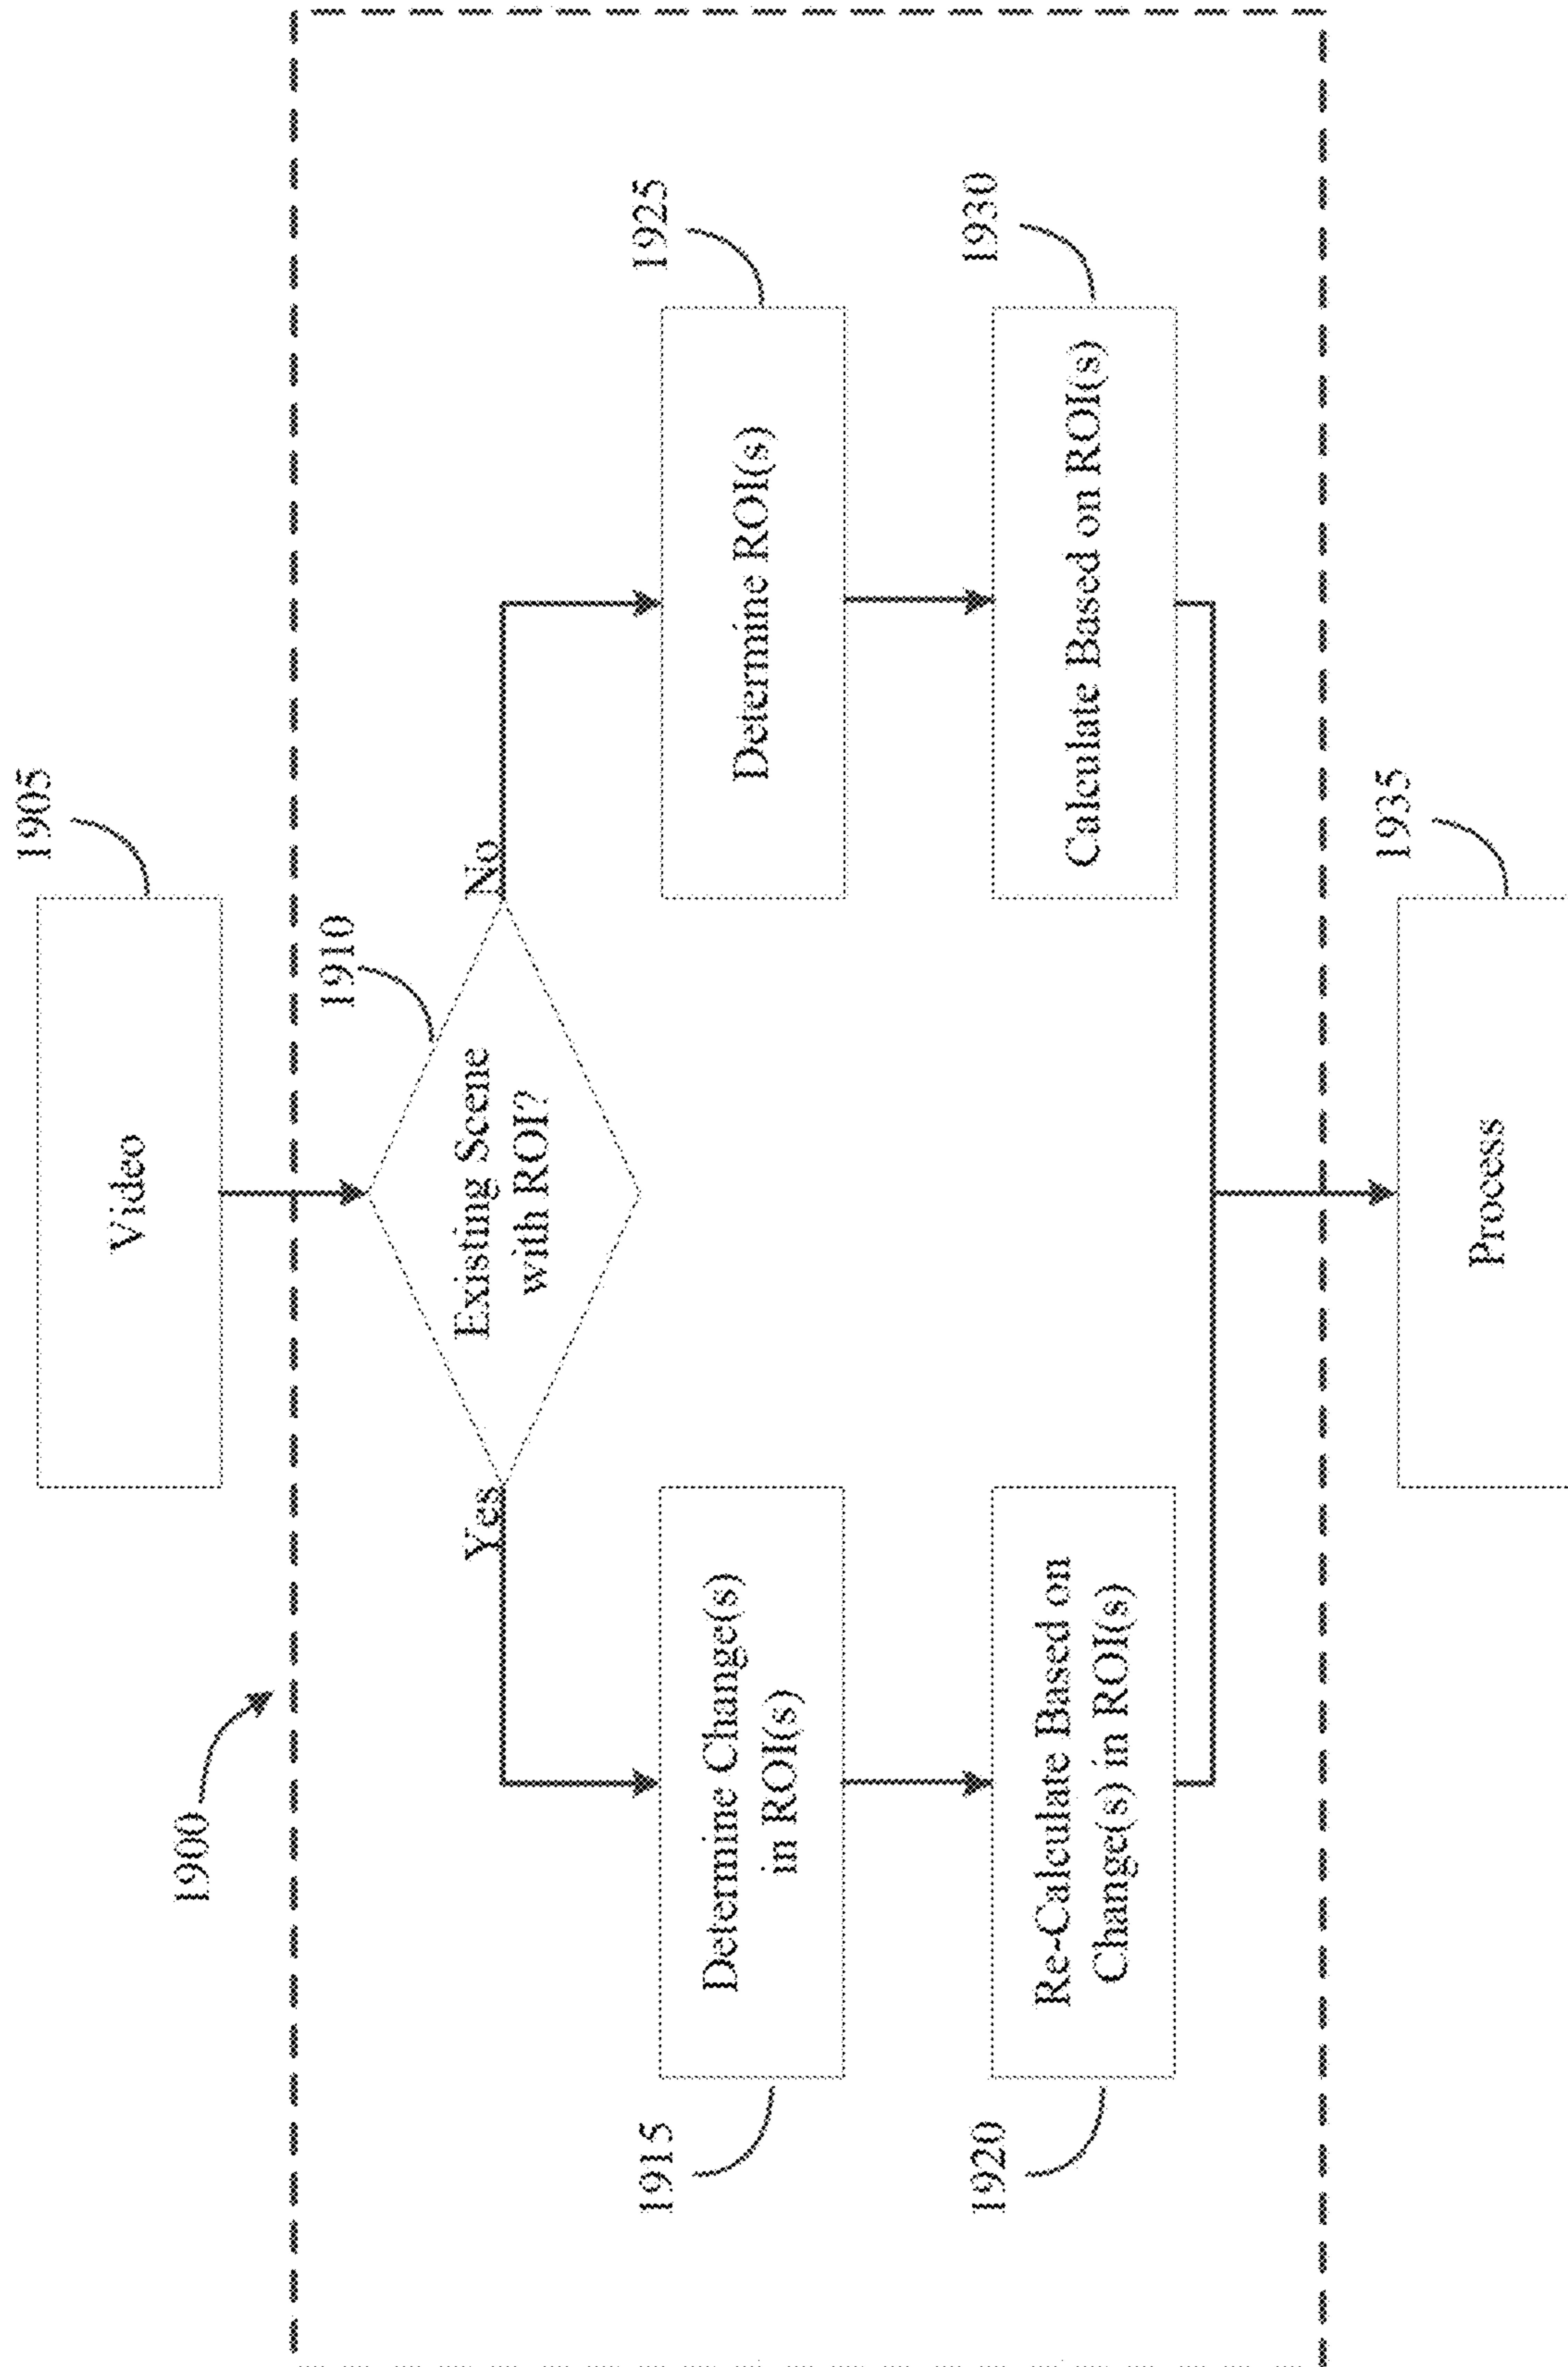 1905
Video
1900
1910
Existing Scene
with ROI?
Yes
No
1915
Determine Change(s)
in ROI(s)
1925
Determine ROI(s)
1920
Re-Calculate Based on
Change(s) in ROI(s)
1930
Calculate Based on ROI(s)
1935
Process